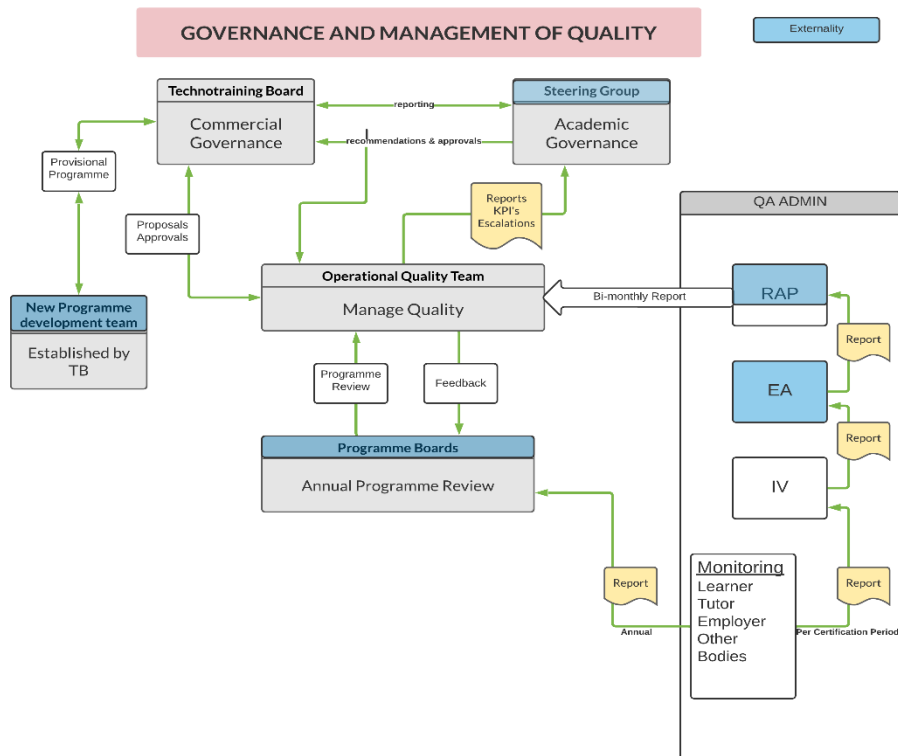 GOVERNANCE AND MANAGEMENT OF QUALITY
Externality
Technotraining Board
Commercial
Governance
reporting
recommendations & approvals
Steering Group
Academic
Governance
Provisional
Programme
Proposals
Approvals
Reports
KPI's
Escalations
QA ADMIN
Operational Quality Team
Manage Quality
Bi-monthly Report
RAP
Report
New Programme
development team
Established by
TB
Programme
Review
Feedback
EA
Report
Programme Boards
Annual Programme Review
IV
Monitoring
Learner
Tutor
Employer
Other
Bodies
Report
Annual
Report
Per Certification Period